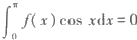 ∫₀^π f(x) cos xdx = 0